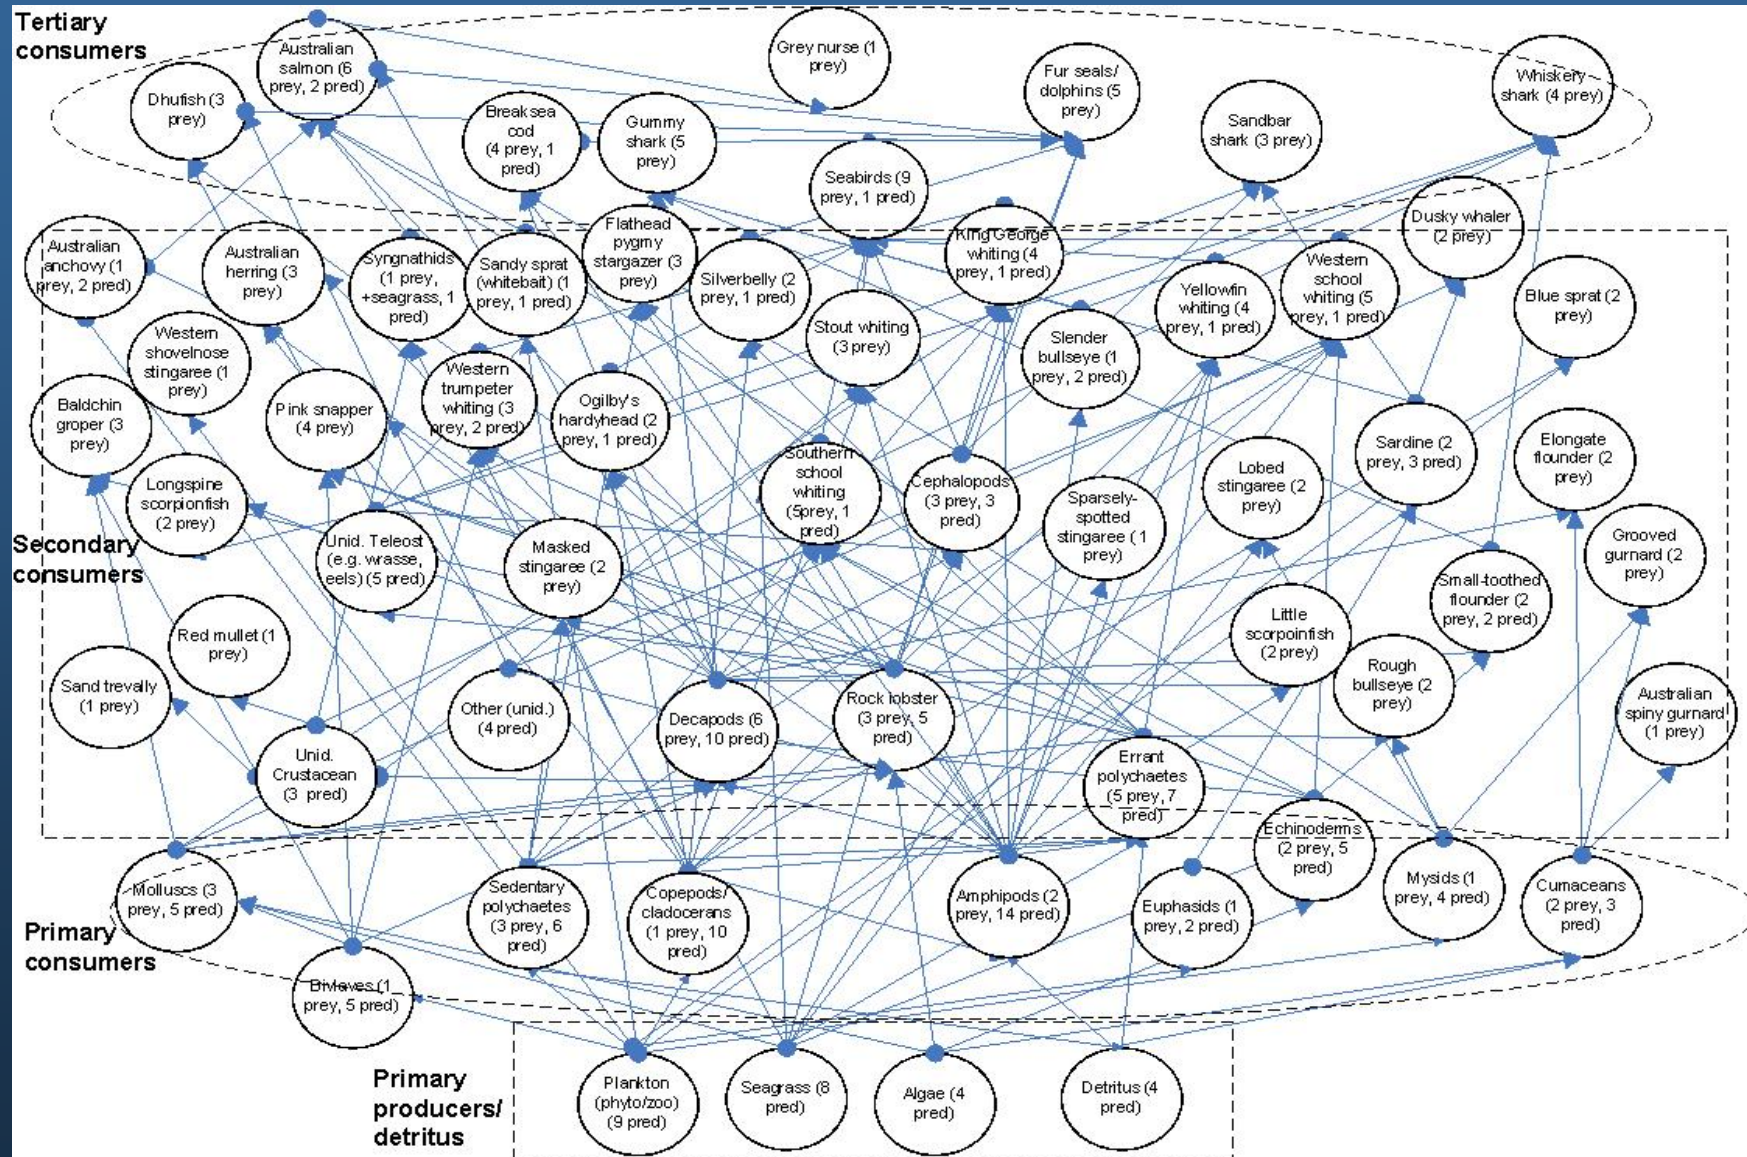 Tertiary
consumers
Australian
salmon (6
prey, 2 pred)
Grey nurse (1
prey)
Fur seals/
dolphins (5
prey)
Whiskery
shark (4 prey)
Dhufish (3
prey)
Breaksea
cod
(4 prey, 1
pred)
Gummy
shark (5
prey)
Sandbar
shark (3 prey)
Seabirds (9
prey, 1 pred)
Dusky whaler
(2 prey)
Australian
anchovy (1
prey, 2 pred)
Australian
herring (3
prey)
Syngnathids
(1 prey,
+seagrass, 1
pred)
Sandy sprat
(whitebait) (1
prey, 1 pred)
Flathead
pygmy
stargazer (3
prey)
Silverbelly (2
prey, 1 pred)
King George
whiting (4
prey, 1 pred)
Yellowfin
whiting (4
prey, 1 pred)
Western
school
whiting (5
prey, 1 pred)
Blue sprat (2
prey)
Western
shovelnose
stingaree (1
prey)
Stout whiting
(3 prey)
Slender
bullseye (1
prey, 2 pred)
Baldchin
groper (3
prey)
Pink snapper
(4 prey)
Western
trumpeter
whiting (3
prey, 2 pred)
Ogilby's
hardyhead (2
prey, 1 pred)
Sardine (2
prey, 3 pred)
Elongate
flounder (2
prey)
Longspine
scorpionfish
(2 prey)
Southern
school
whiting
(5prey, 1
pred)
Cephalopods
(3 prey, 3
pred)
Sparsely-
spotted
stingaree (1
prey)
Lobed
stingaree (2
prey)
Secondary
consumers
Unid. Teleost
(e.g. wrasse,
eels) (5 pred)
Masked
stingaree (2
prey)
Grooved
gurnard (2
prey)
Small-toothed
flounder (2
prey, 2 pred)
Red mullet (1
prey)
Little
scorpoinfish
(2 prey)
Sand trevally
(1 prey)
Other (unid.)
(4 pred)
Decapods (6
prey, 10 pred)
Rock lobster
(3 prey, 5
pred)
Rough
bullseye (2
prey)
Australian
spiny gurnard
(1 prey)
Unid.
Crustacean
(3 pred)
Errant
polychaetes
(5 prey, 7
pred)
Echinoderms
(2 prey, 5
pred)
Molluscs (3
prey, 5 pred)
Sedentary
polychaetes
(3 prey, 6
pred)
Copepods/
cladocerans
(1 prey, 10
pred)
Amphipods (2
prey, 14 pred)
Euphasids (1
prey, 2 pred)
Mysids (1
prey, 4 pred)
Cumaceans
(2 prey, 3
pred)
Primary
consumers
Bivlaves (1
prey, 5 pred)
Primary
producers/
detritus
Plankton
(phyto/zoo)
(9 pred)
Seagrass (8
pred)
Algae (4
pred)
Detritus (4
pred)